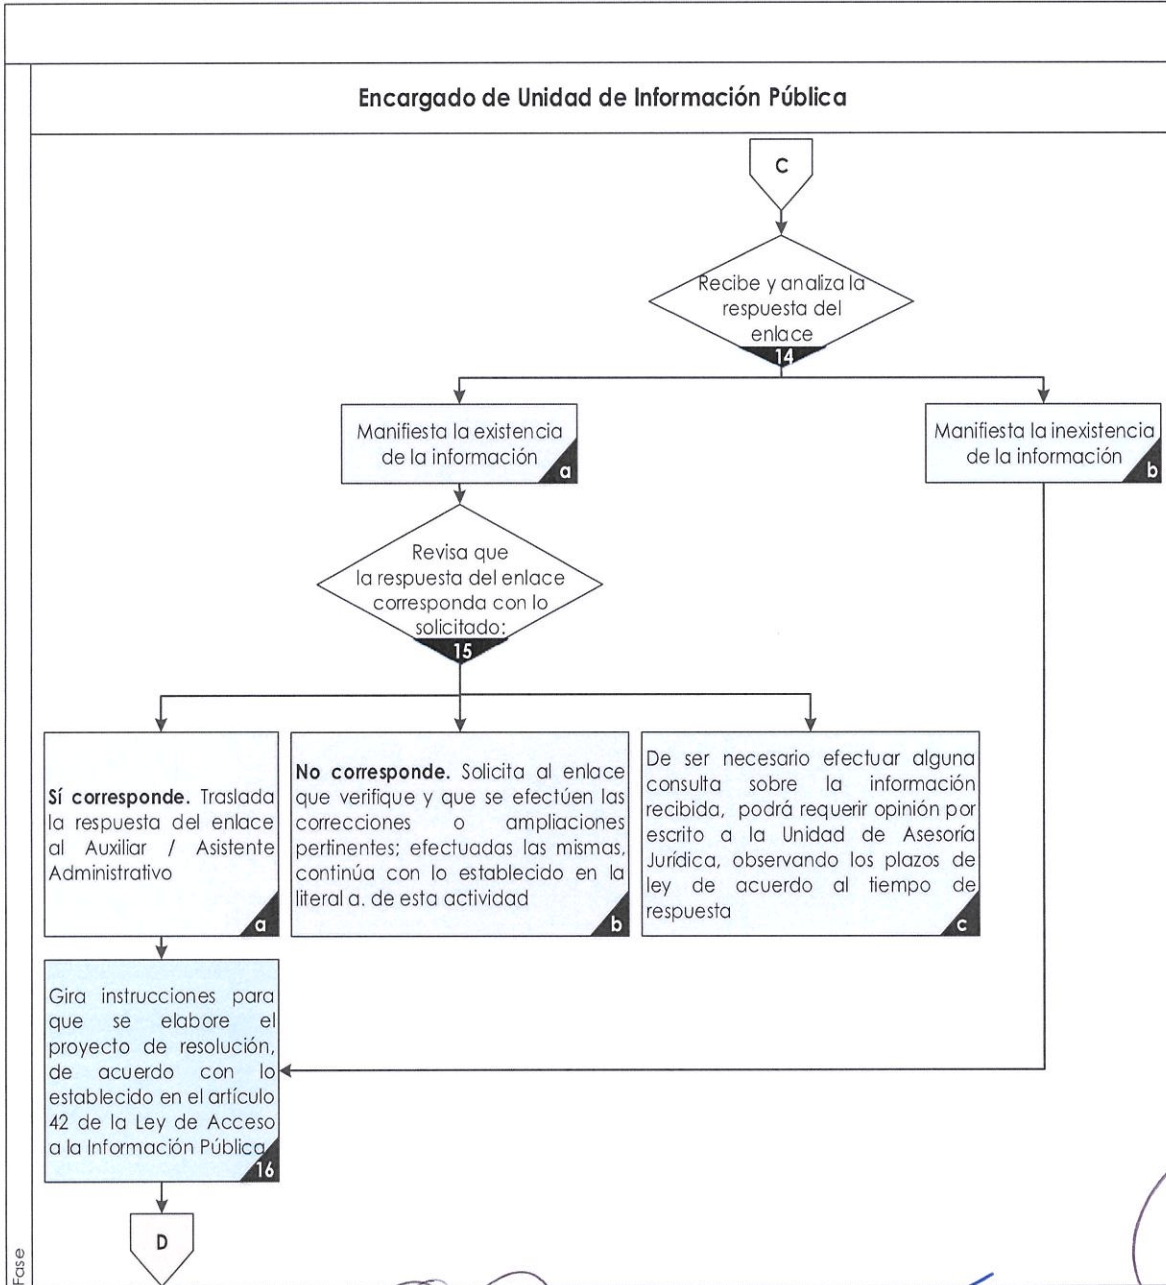 Encargado de Unidad de Información Pública
C
Recibe y analiza la
respuesta del
enlace
14
Manifiesta la existencia
de la información
a
Manifiesta la inexistencia
de la información
b
Revisa que
la respuesta del enlace
corresponda con lo
solicitado:
15
Sí corresponde. Traslada
la respuesta del enlace
al Auxiliar / Asistente
Administrativo
a
No corresponde. Solicita al enlace
que verifique y que se efectúen las
correcciones o ampliaciones
pertinentes; efectuadas las mismas,
continúa con lo establecido en la
literal a. de esta actividad
b
De ser necesario efectuar alguna
consulta sobre la información
recibida, podrá requerir opinión por
escrito a la Unidad de Asesoría
Jurídica, observando los plazos de
ley de acuerdo al tiempo de
respuesta
c
Gira instrucciones para
que se elabore el
proyecto de resolución,
de acuerdo con lo
establecido en el artículo
42 de la Ley de Acceso
a la Información Pública
16
D
Fase